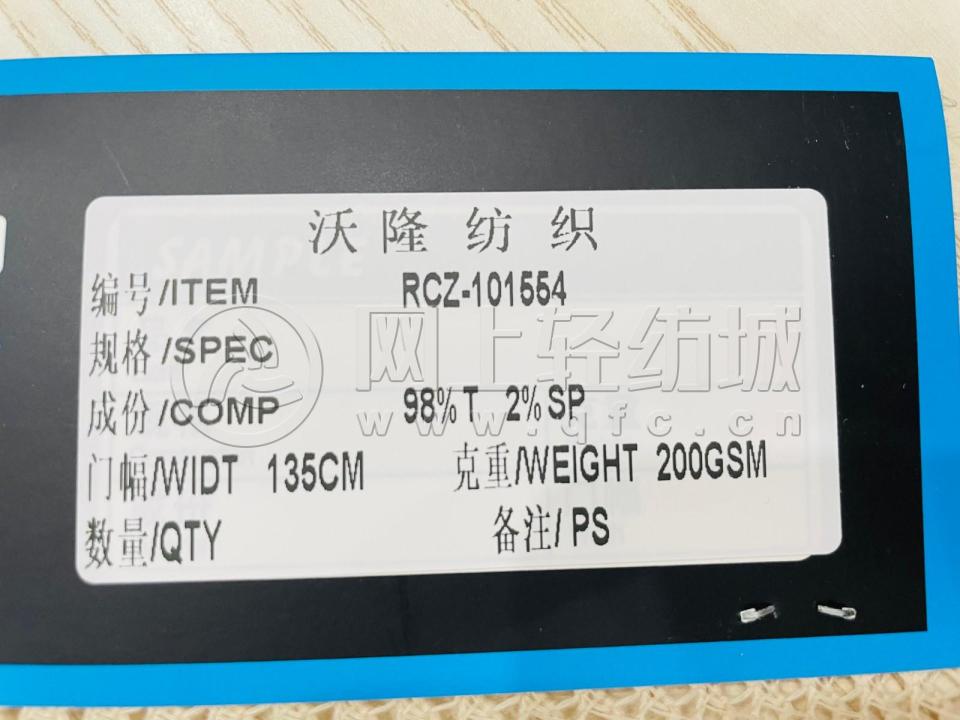 沃隆纺织
SAMPLE
编号/ITEM RCZ-101554
规格/SPEC
成份/COMP 98%T 2%SP
门幅/WIDT 135CM 克重/WEIGHT 200GSM
数量/QTY 备注/PS
网上轻纺城
www.qfc.cn